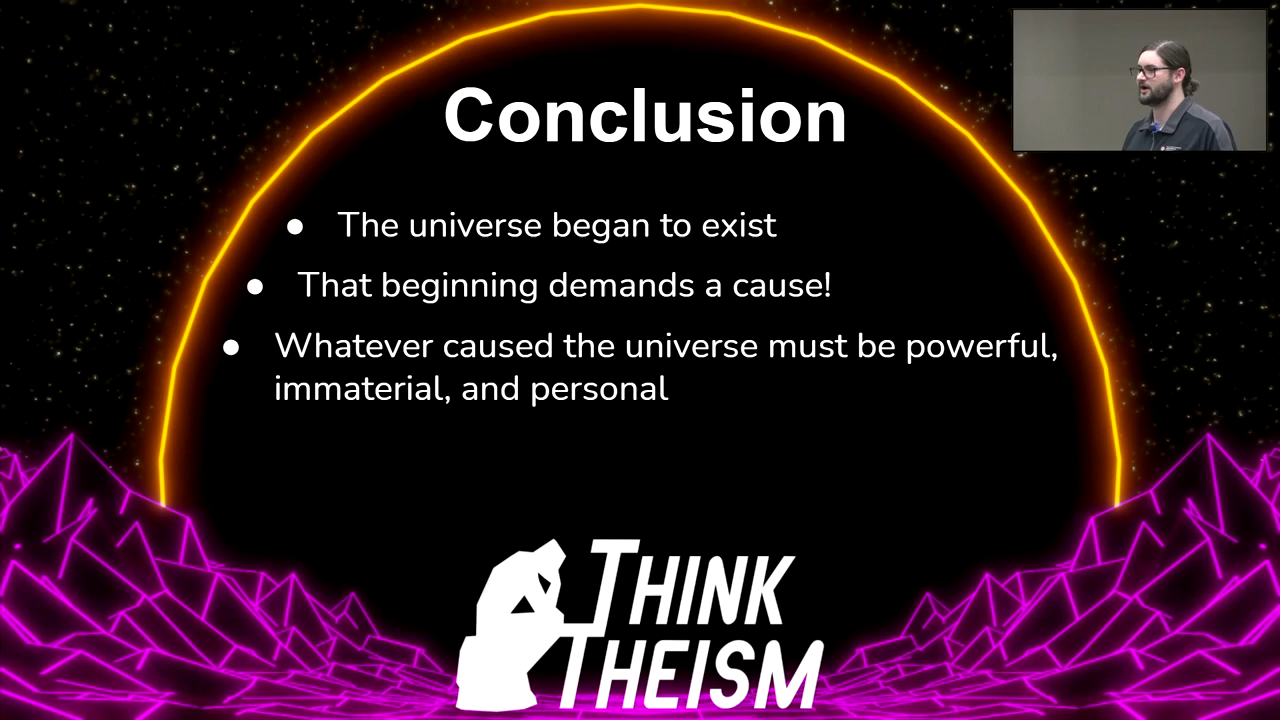 Conclusion
● The universe began to exist
● That beginning demands a cause!
● Whatever caused the universe must be powerful,
immaterial, and personal
THINK
THEISM